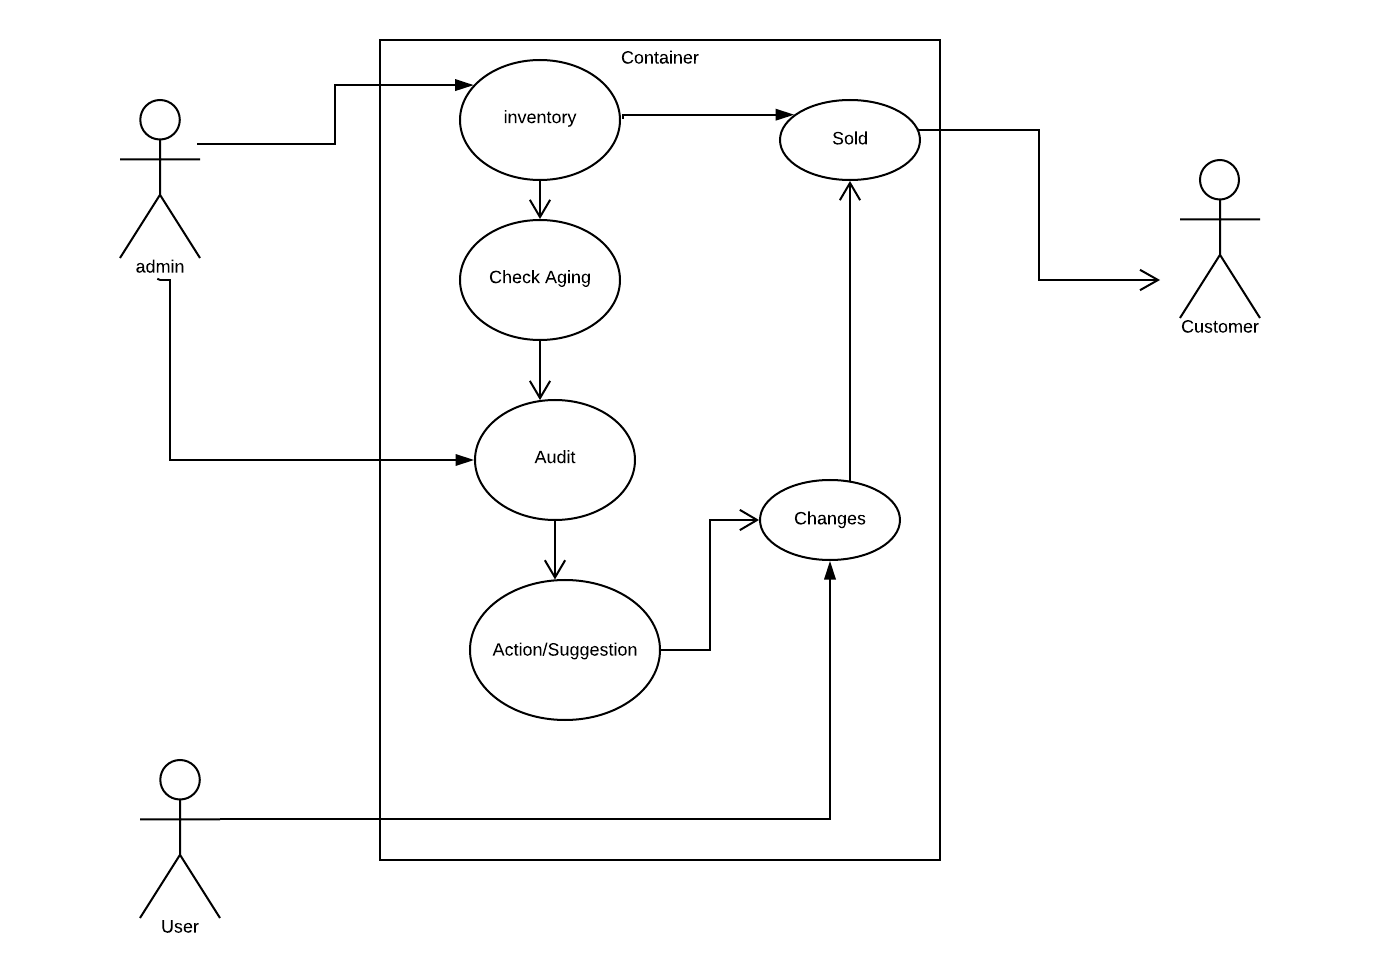 Container
inventory
Sold
admin
Check Aging
Customer
Audit
Changes
Action/Suggestion
User